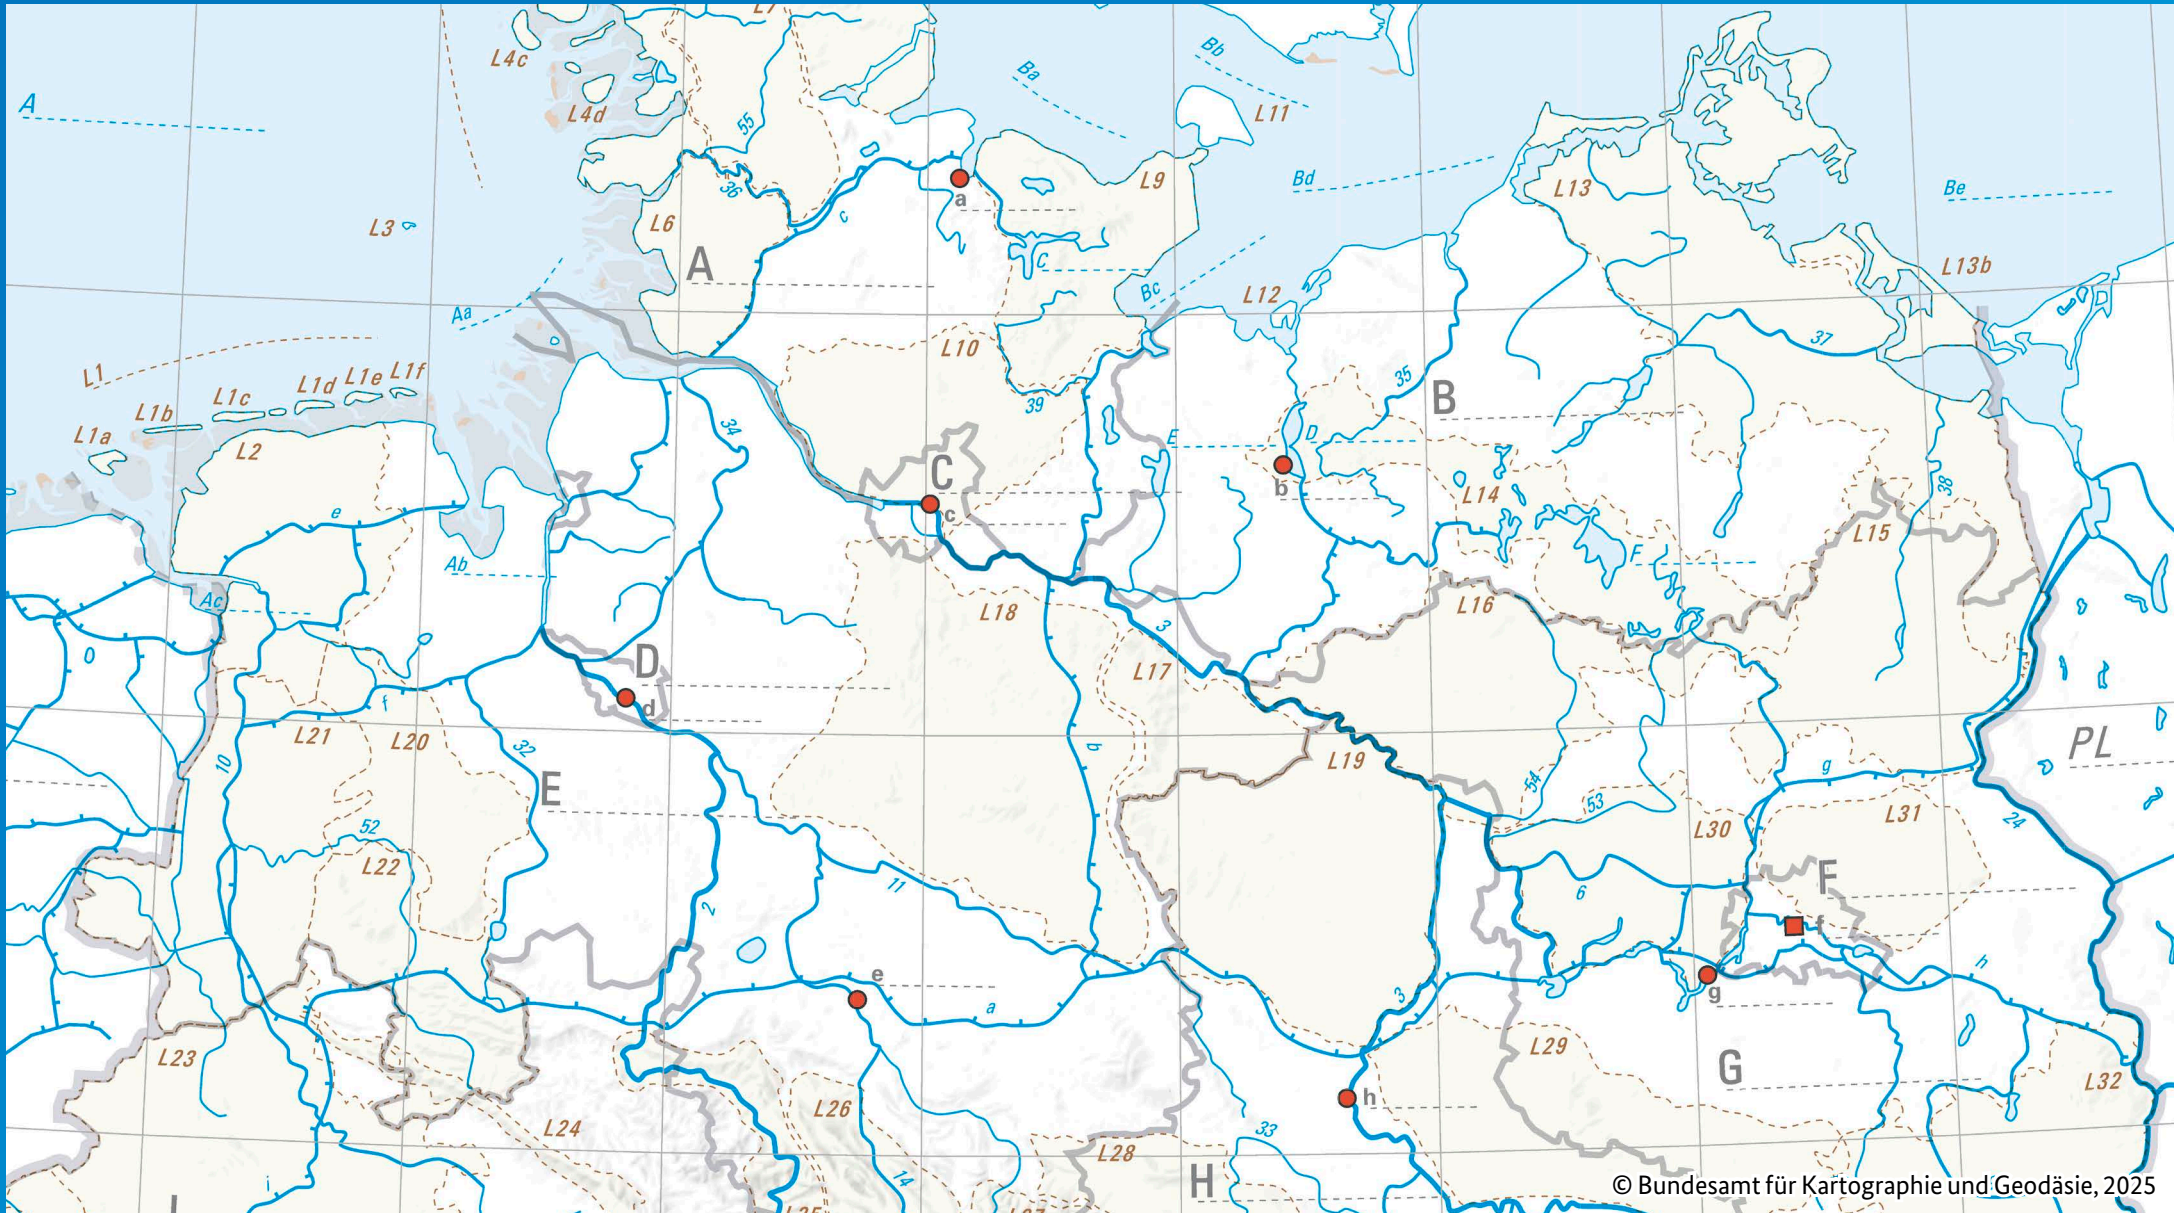 L7
L4c
Bb
Ba
A
L4d
L11
55
L9
Bd
L13
Be
36
a
c
L6
L3
A
C
L13b
Bc
L12
Aa
37
L10
L1
L1f
L1e
L1d
35
B
L1c
L1b
39
34
L1a
E
D
L2
C
b
L14
38
e
c
L15
F
Ab
Ac
L16
L18
3
0
D
L17
d
f
PL
L21
L20
32
b
10
L19
g
54
E
53
L31
24
L30
52
L22
F
11
6
2
f
e
h
g
3
a
L29
L23
G
L32
h
L26
L24
33
L28
H
14
i
© Bundesamt für Kartographie und Geodäsie, 2025